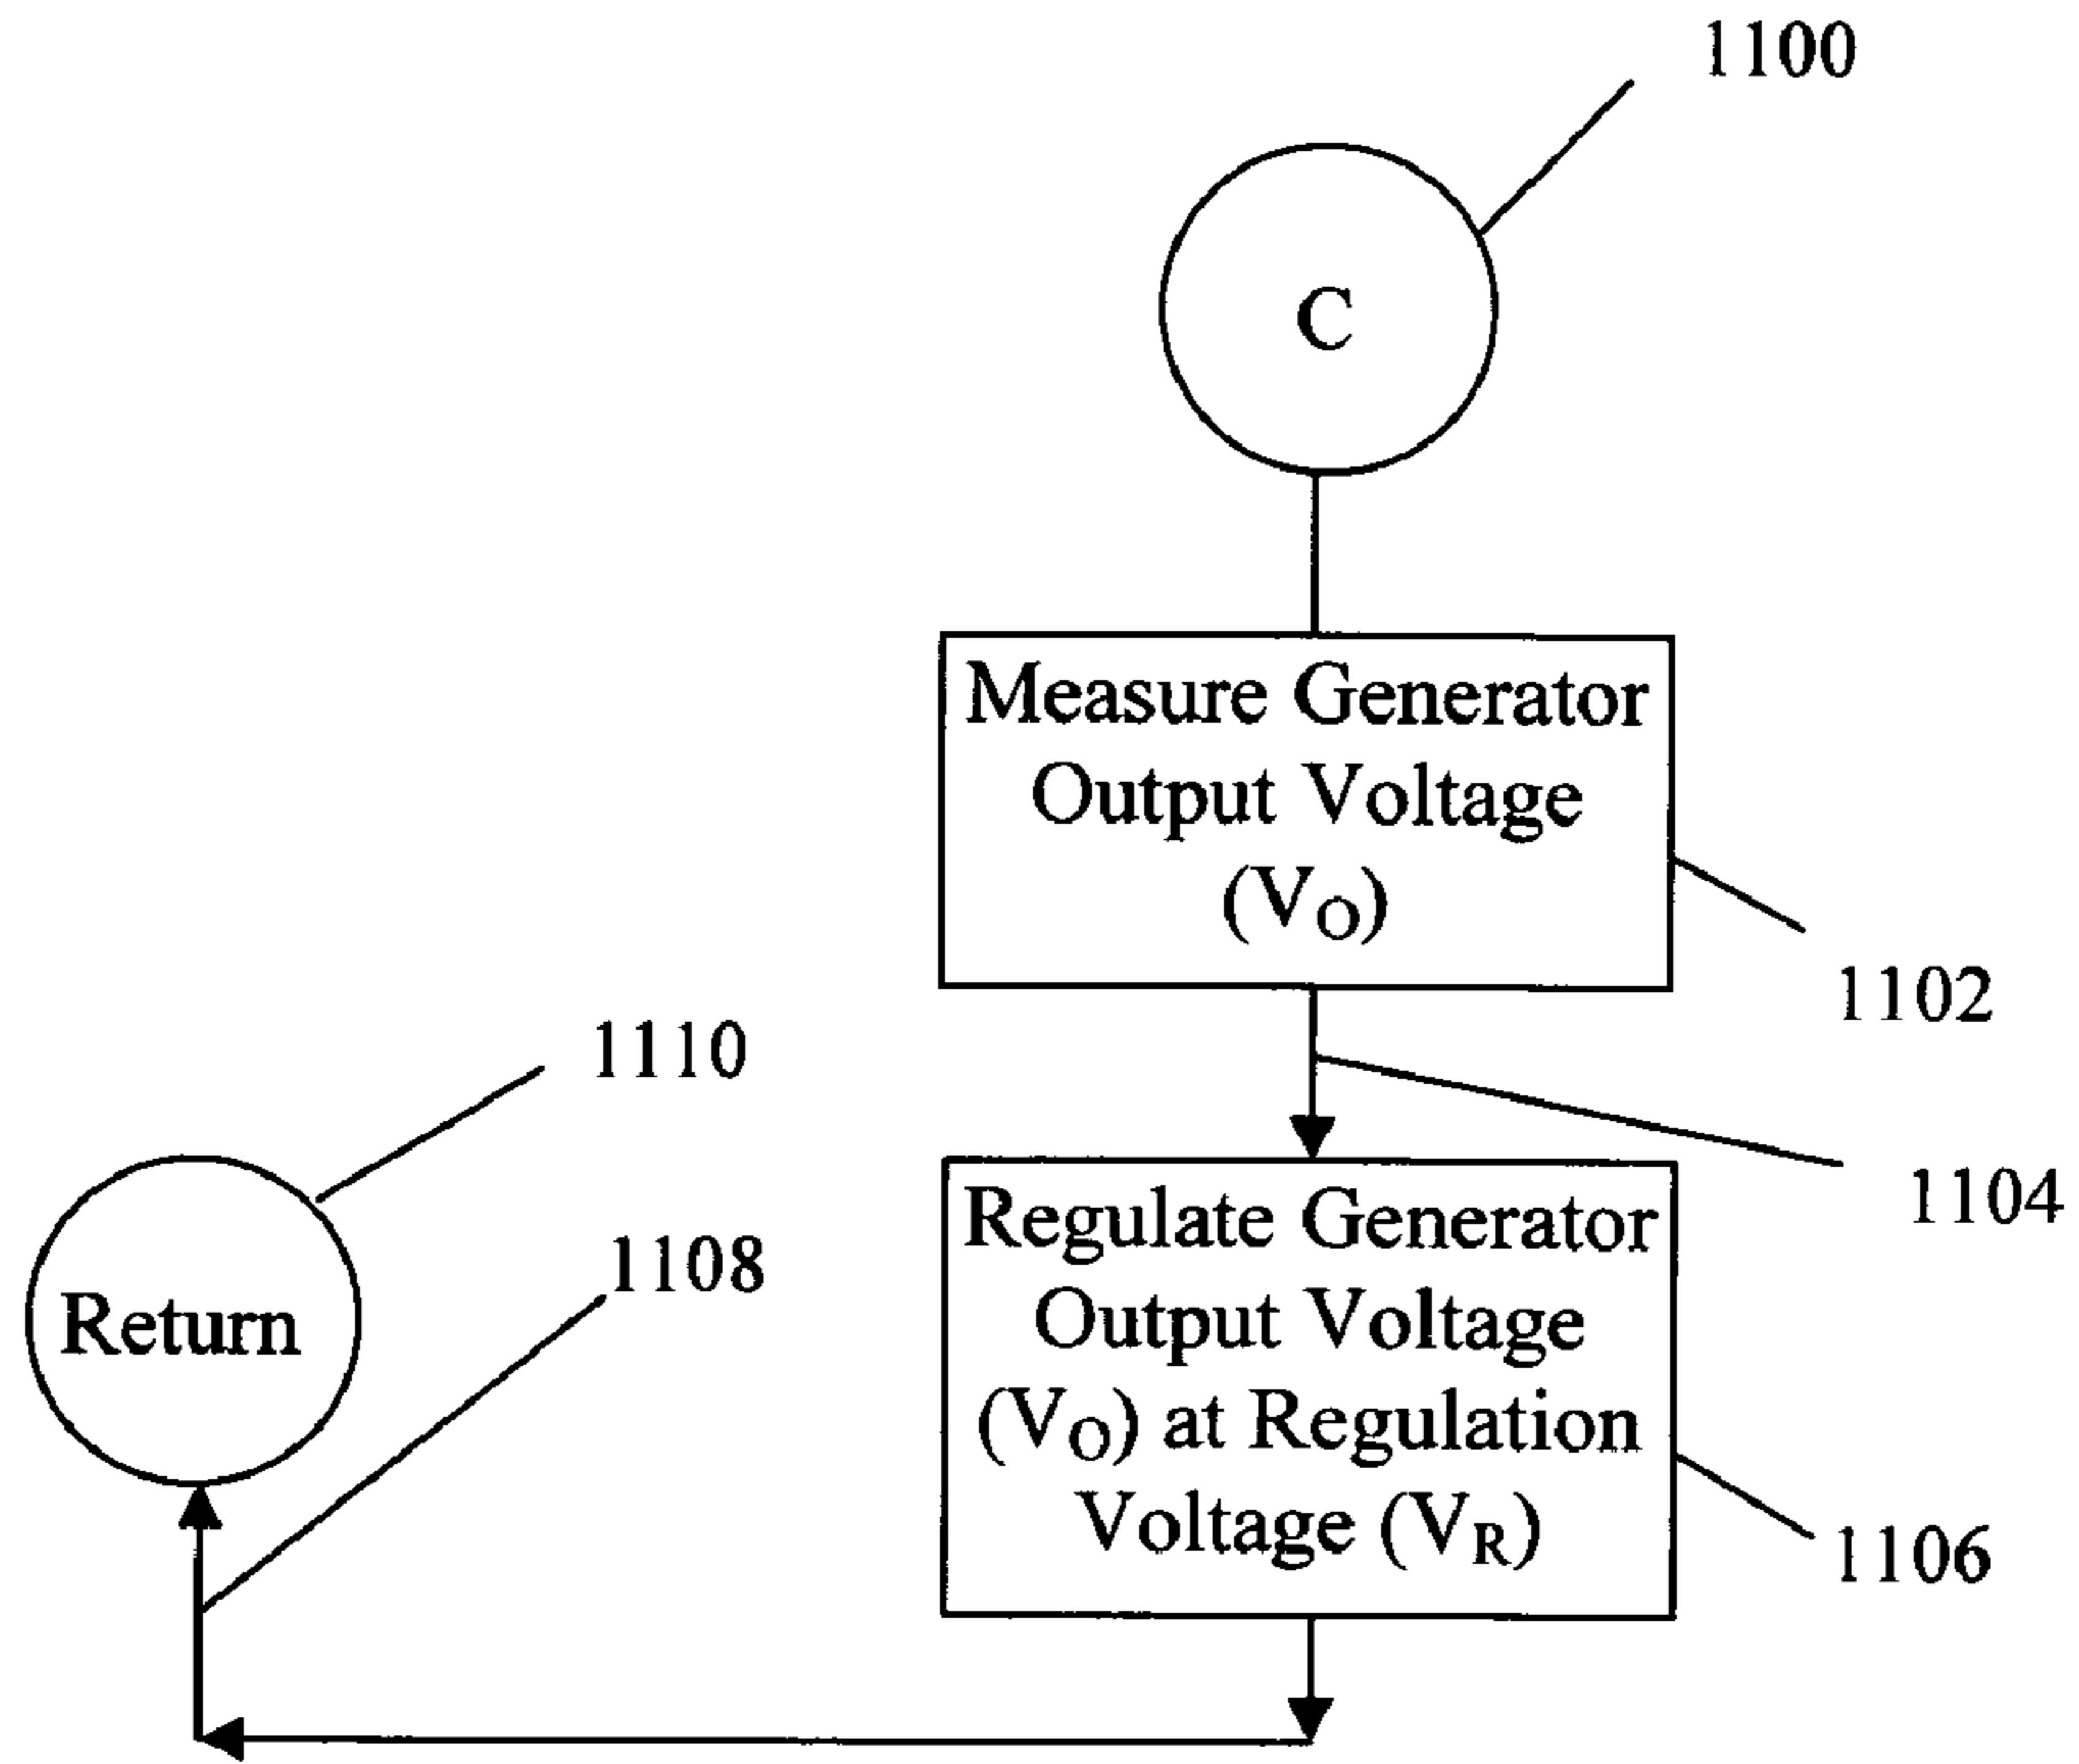 1100
C
Measure Generator
Output Voltage
(VO)
1102
1104
1110
1108
Return
Regulate Generator
Output Voltage
(VO) at Regulation
Voltage (VR)
1106